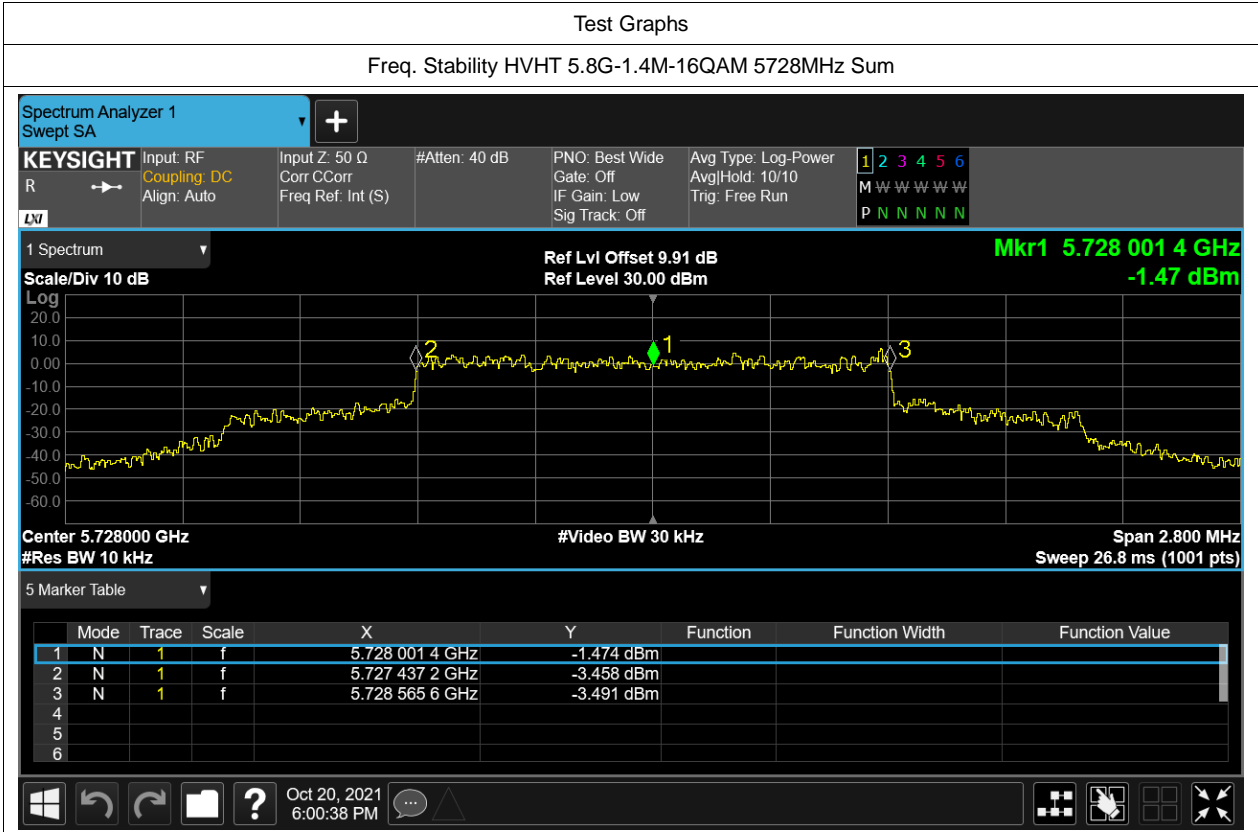 Test Graphs
Freq. Stability HVHT 5.8G-1.4M-16QAM 5728MHz Sum
Spectrum Analyzer 1
Swept SA
+
KEYSIGHT Input: RF Input Z: 50 Ω #Atten: 40 dB PNO: Best Wide Avg Type: Log-Power 1 2 3 4 5 6
R Coupling: DC Corr CCorr Gate: Off Avg|Hold: 10/10 M W W W W W
Align: Auto Freq Ref: Int (S) IF Gain: Low Trig: Free Run
LXI Sig Track: Off P N N N N N
1 Spectrum Ref Lvl Offset 9.91 dB Mkr1 5.728 001 4 GHz
Scale/Div 10 dB Ref Level 30.00 dBm -1.47 dBm
Log
20.0
10.0
0.00
-10.0
-20.0
-30.0
-40.0
-50.0
-60.0
2 1 3
Center 5.728000 GHz #Video BW 30 kHz Span 2.800 MHz
#Res BW 10 kHz Sweep 26.8 ms (1001 pts)
5 Marker Table
Mode Trace Scale X Y Function Function Width Function Value
1 N 1 f 5.728 001 4 GHz -1.474 dBm
2 N 1 f 5.727 437 2 GHz -3.458 dBm
3 N 1 f 5.728 565 6 GHz -3.491 dBm
4
5
6
? Oct 20, 2021
6:00:38 PM